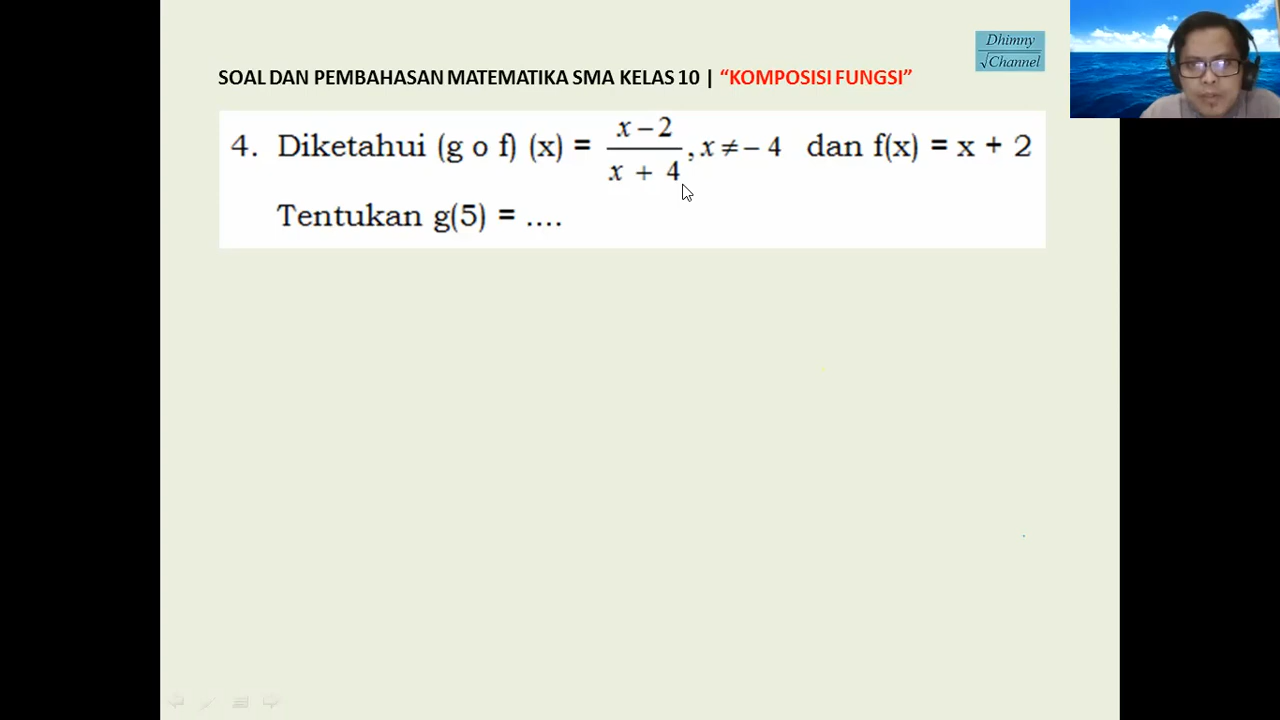 Dhimny
√Channel
SOAL DAN PEMBAHASAN MATEMATIKA SMA KELAS 10 | “KOMPOSISI FUNGSI”
4. Diketahui (g o f) (x) = \frac{x-2}{x+4}, x ≠ – 4 dan f(x) = x + 2
Tentukan g(5) = ....